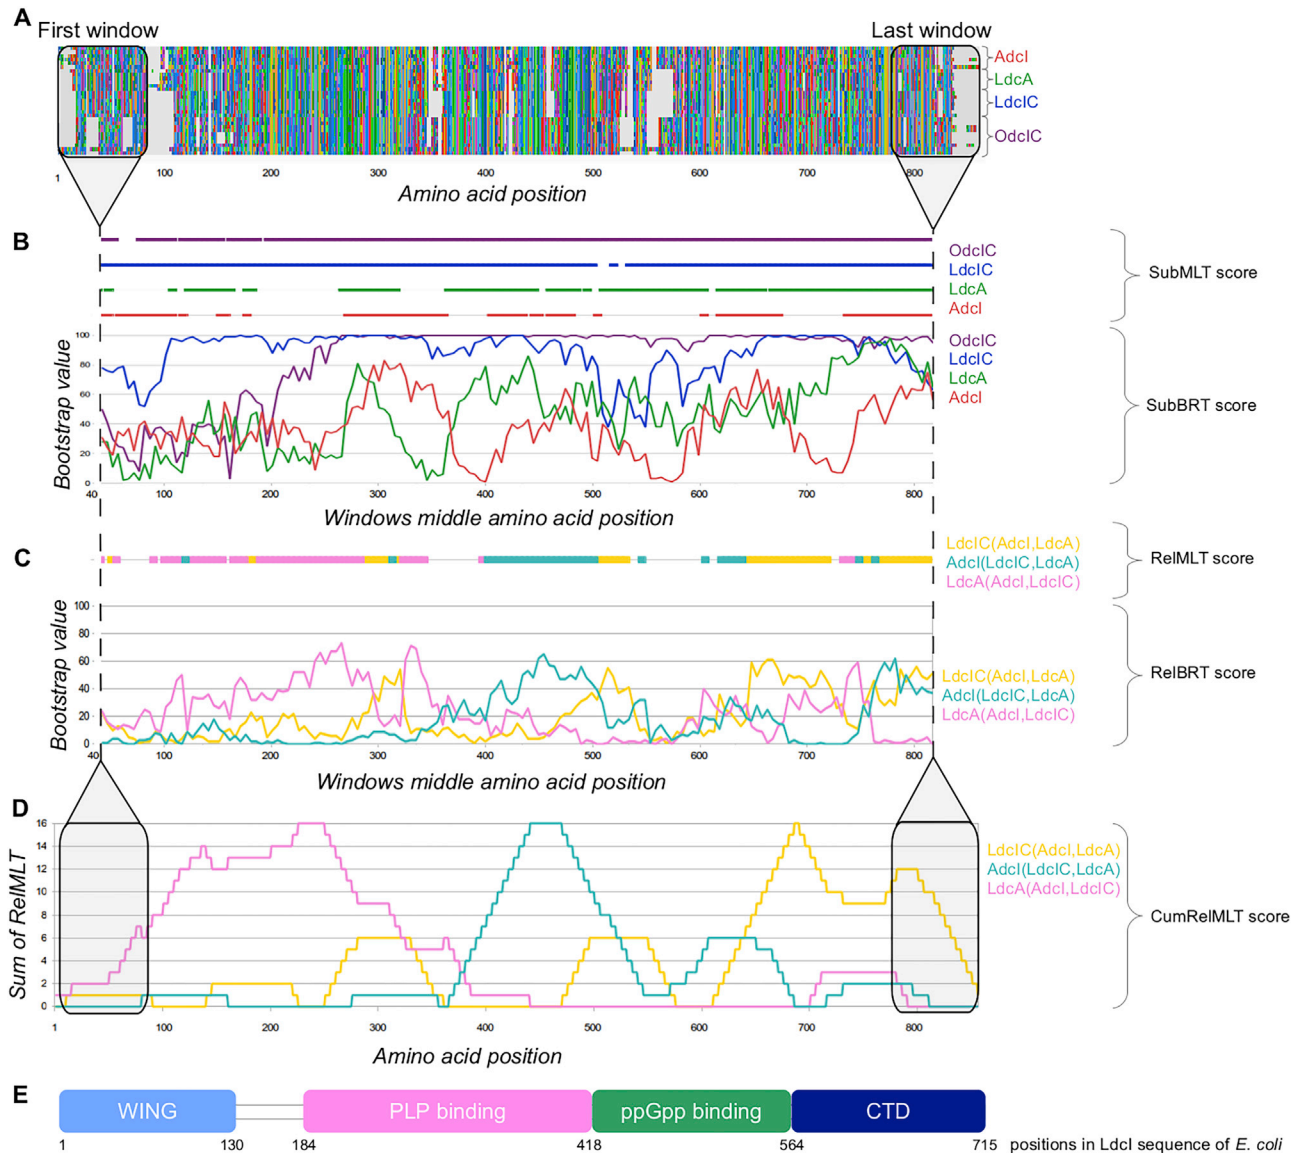 A
First window
Last window
AdcI
LdcA
LdcIC
OdcIC
1 100 200 300 400 500 600 700 800
Amino acid position
B
OdcIC
LdcIC
LdcA
AdcI
SubMLT score
Bootstrap value
100
80
60
40
20
0
OdcIC
LdcIC
LdcA
AdcI
SubBRT score
40 100 200 300 400 500 600 700 800
Windows middle amino acid position
C
LdcIC(AdcI,LdcA)
AdcI(LdcIC,LdcA)
LdcA(AdcI,LdcIC)
RelMLT score
Bootstrap value
100
80
60
40
20
0
LdcIC(AdcI,LdcA)
AdcI(LdcIC,LdcA)
LdcA(AdcI,LdcIC)
RelBRT score
40 100 200 300 400 500 600 700 800
Windows middle amino acid position
D
Sum of RelMLT
16
14
12
10
8
6
4
2
0
LdcIC(AdcI,LdcA)
AdcI(LdcIC,LdcA)
LdcA(AdcI,LdcIC)
CumRelMLT score
1 100 200 300 400 500 600 700 800
Amino acid position
E
WING PLP binding ppGpp binding CTD
1 130 184 418 564 715 positions in LdcI sequence of E. coli